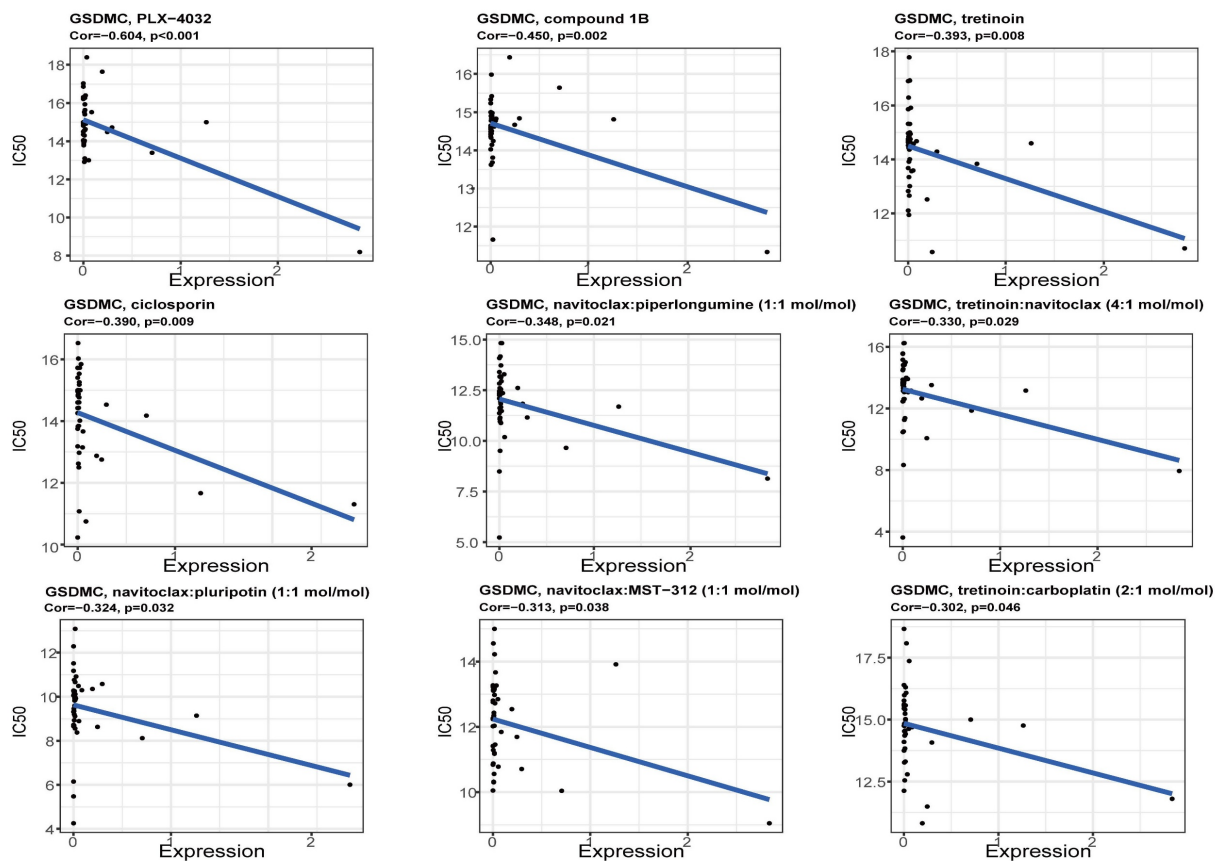 GSDMC, PLX−4032
Cor=−0.604, p<0.001
IC50
18
16
14
12
10
8
0
1
2
Expression
GSDMC, compound 1B
Cor=−0.450, p=0.002
IC50
16
15
14
13
12
0
1
2
Expression
GSDMC, tretinoin
Cor=−0.393, p=0.008
IC50
18
16
14
12
0
1
2
Expression
GSDMC, ciclosporin
Cor=−0.390, p=0.009
IC50
16
14
12
10
0
1
2
Expression
GSDMC, navitoclax:piperlongumine (1:1 mol/mol)
Cor=−0.348, p=0.021
IC50
15.0
12.5
10.0
7.5
5.0
0
1
2
Expression
GSDMC, tretinoin:navitoclax (4:1 mol/mol)
Cor=−0.330, p=0.029
IC50
16
12
8
4
0
1
2
Expression
GSDMC, navitoclax:pluripotin (1:1 mol/mol)
Cor=−0.324, p=0.032
IC50
12
10
8
6
4
0
1
2
Expression
GSDMC, navitoclax:MST−312 (1:1 mol/mol)
Cor=−0.313, p=0.038
IC50
14
12
10
0
1
2
Expression
GSDMC, tretinoin:carboplatin (2:1 mol/mol)
Cor=−0.302, p=0.046
IC50
17.5
15.0
12.5
0
1
2
Expression